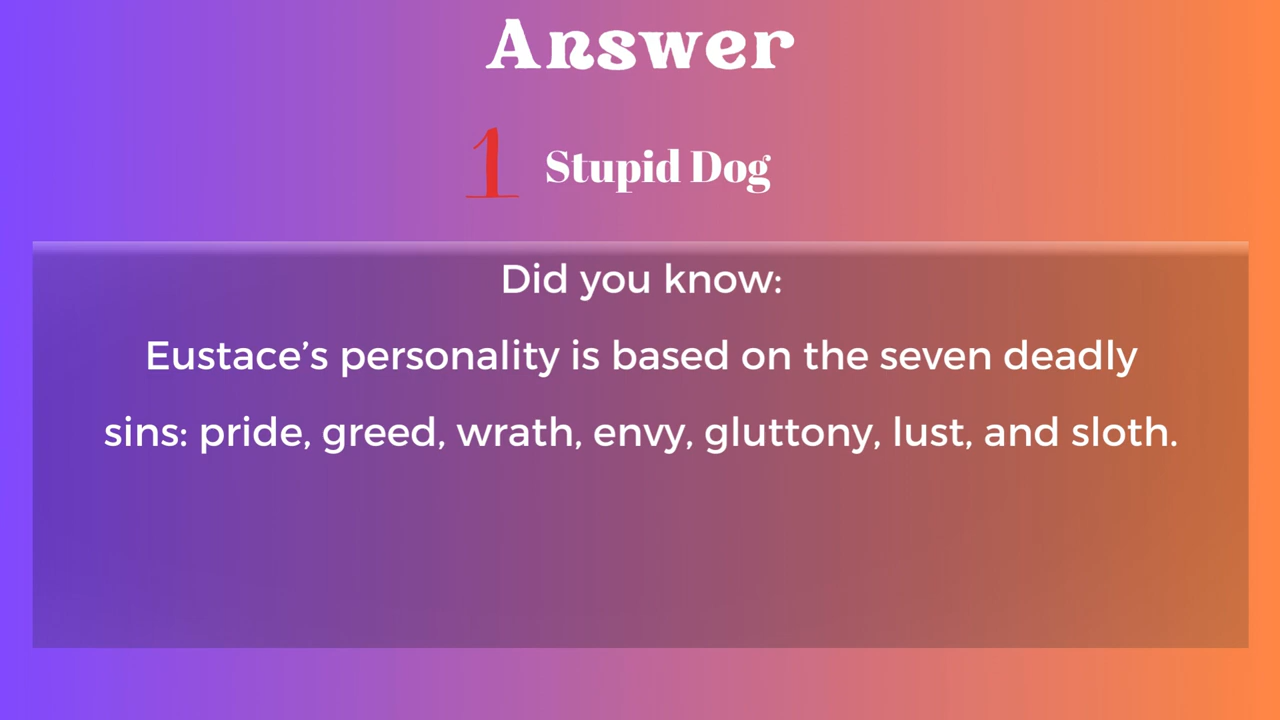 Answer
1 Stupid Dog
Did you know:
Eustace’s personality is based on the seven deadly
sins: pride, greed, wrath, envy, gluttony, lust, and sloth.